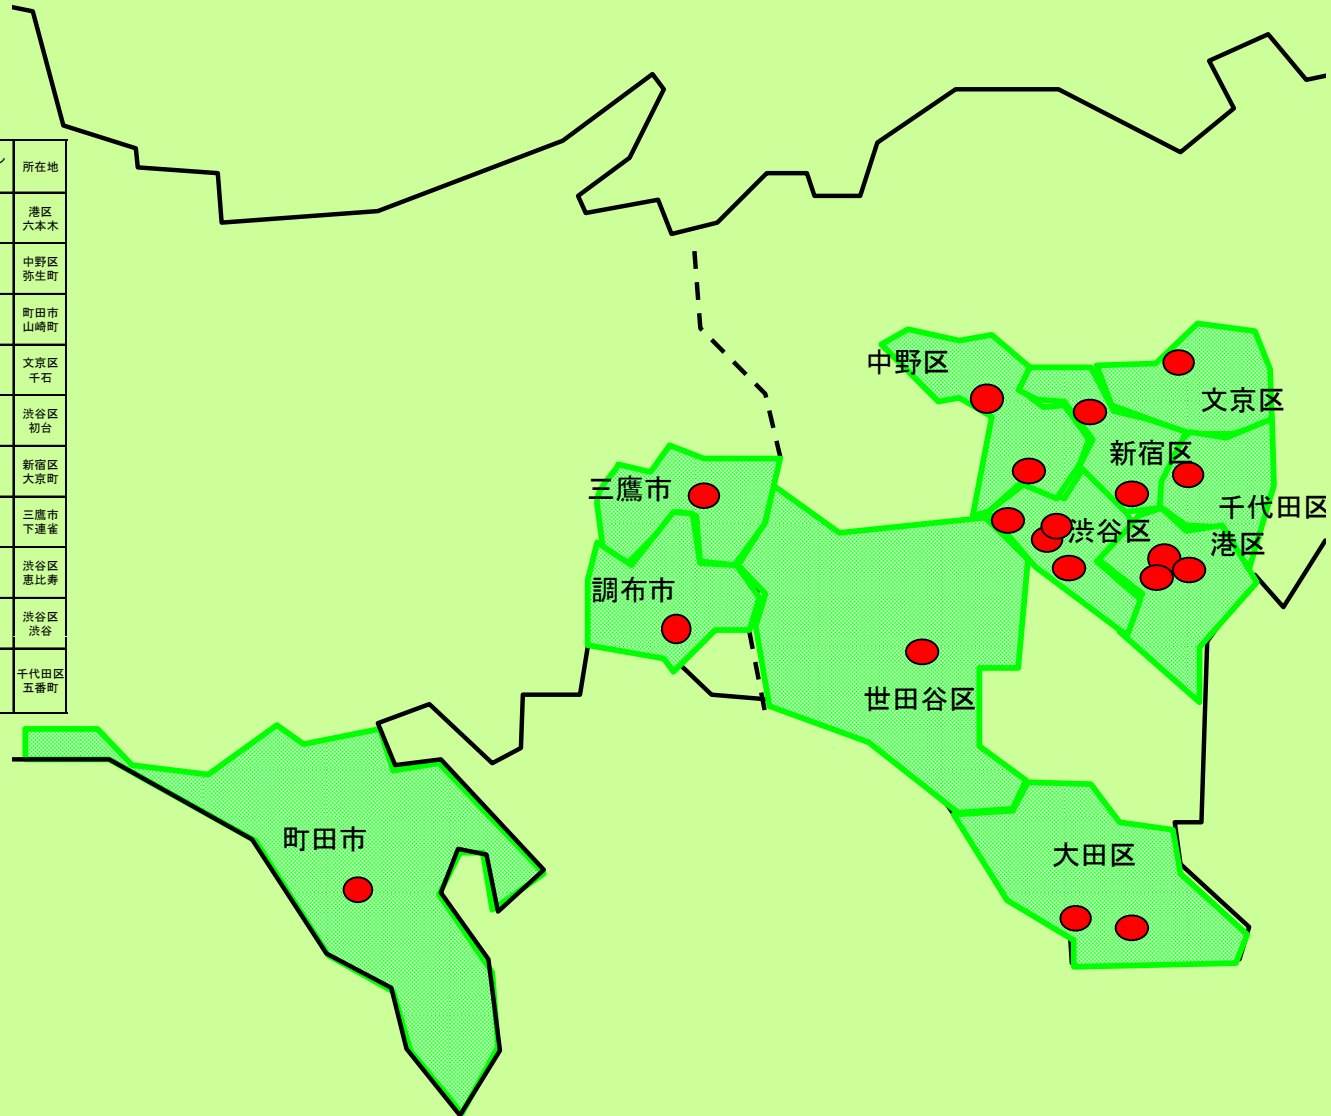 所在地
港区
六本木
中野区
弥生町
町田市
山崎町
文京区
千石
渋谷区
初台
新宿区
大京町
三鷹市
下連雀
渋谷区
恵比寿
渋谷区
渋谷
千代田区
五番町
中野区
文京区
新宿区
三鷹市
千代田区
渋谷区
港区
調布市
世田谷区
町田市
大田区